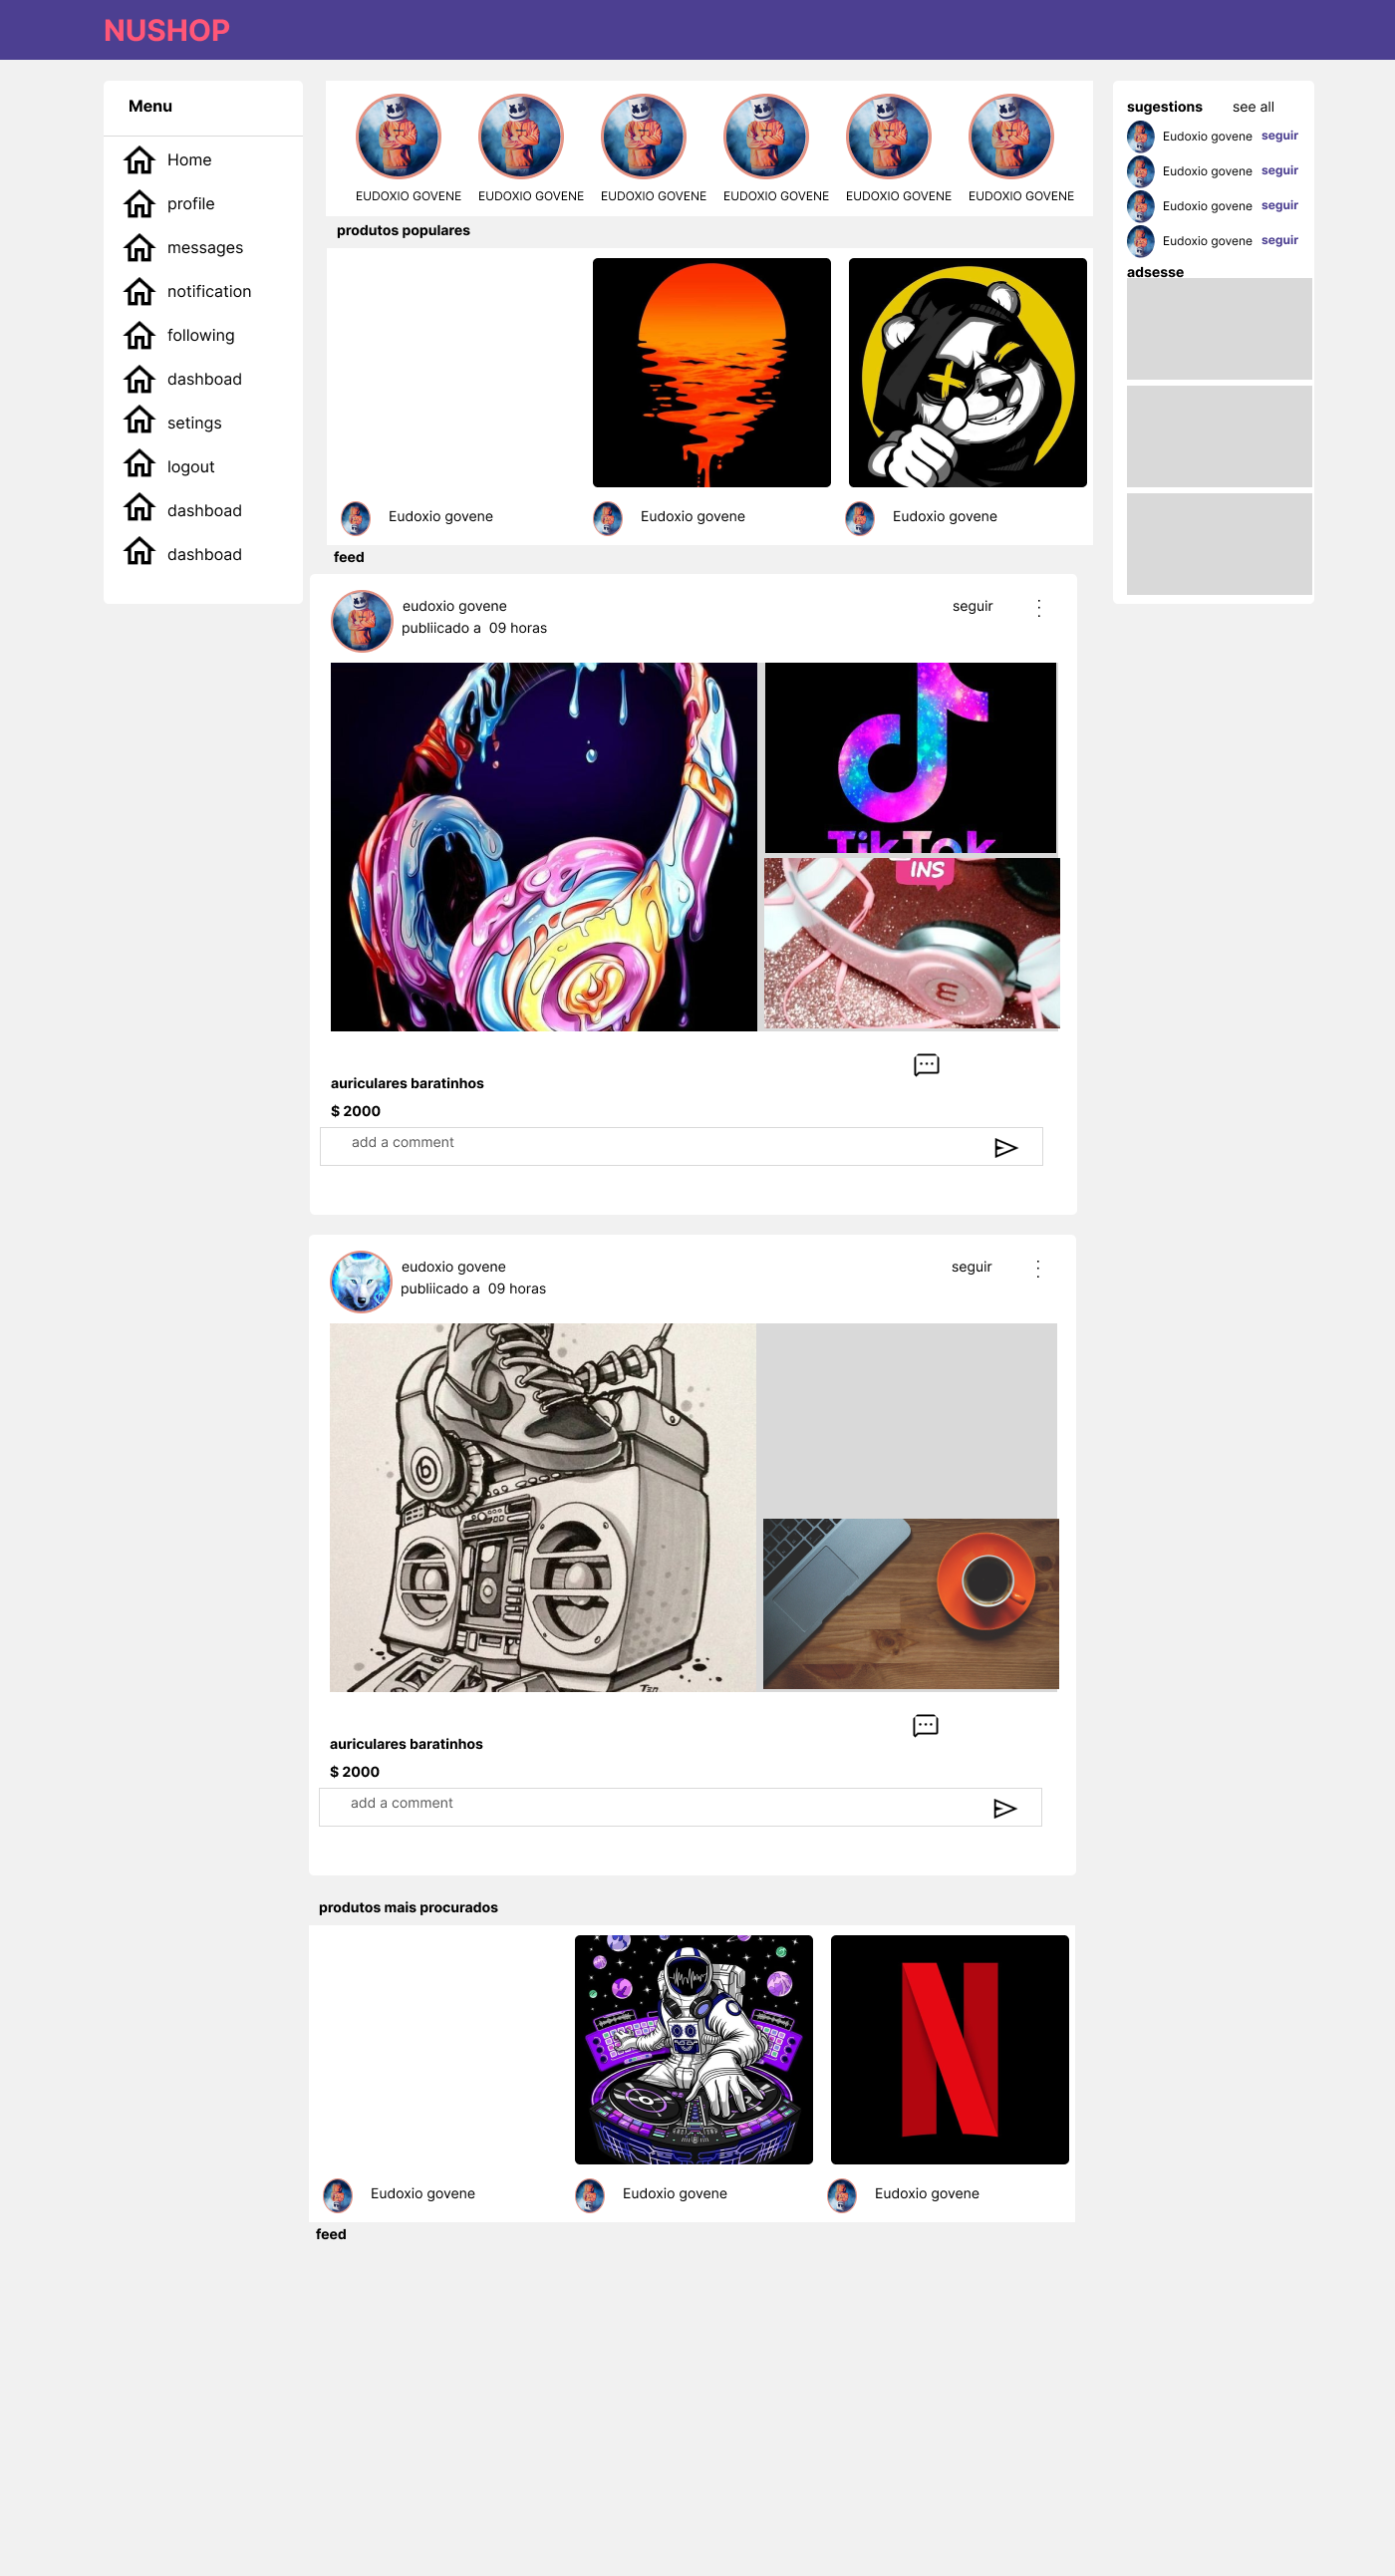 NUSHOP
Menu
Home
profile
messages
notification
following
dashboad
setings
logout
dashboad
dashboad
EUDOXIO GOVENE EUDOXIO GOVENE EUDOXIO GOVENE EUDOXIO GOVENE EUDOXIO GOVENE EUDOXIO GOVENE
produtos populares
Eudoxio govene Eudoxio govene Eudoxio govene
sugestions see all
Eudoxio govene seguir
Eudoxio govene seguir
Eudoxio govene seguir
Eudoxio govene seguir
adsesse
feed
eudoxio govene seguir
publiicado a 09 horas
TikTok
INS
auriculares baratinhos
$ 2000
add a comment
eudoxio govene seguir
publiicado a 09 horas
b
auriculares baratinhos
$ 2000
add a comment
produtos mais procurados
N
Eudoxio govene Eudoxio govene Eudoxio govene
feed